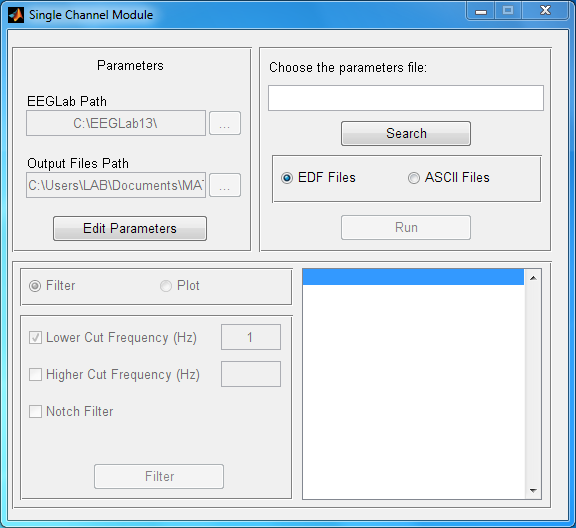 Single Channel Module
Parameters
EEGLab Path
C:\EEGLab13\
...
Output Files Path
C:\Users\LAB\Documents\MAT
...
Edit Parameters
Choose the parameters file:
Search
EDF Files
ASCII Files
Run
Filter
Plot
Lower Cut Frequency (Hz)
1
Higher Cut Frequency (Hz)
Notch Filter
Filter